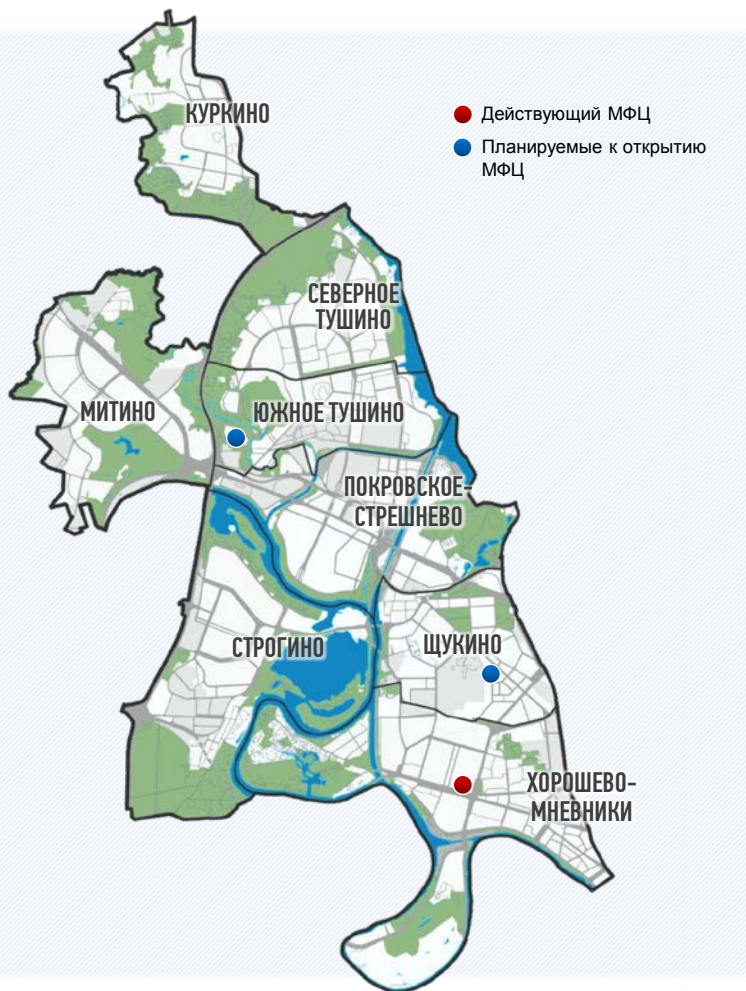 КУРКИНО
Действующий МФЦ
Планируемые к открытию
МФЦ
СЕВЕРНОЕ
ТУШИНО
МИТИНО
ЮЖНОЕ ТУШИНО
ПОКРОВСКОЕ-
СТРЕШНЕВО
СТРОГИНО
ЩУКИНО
ХОРОШЕВО-
МНЕВНИКИ